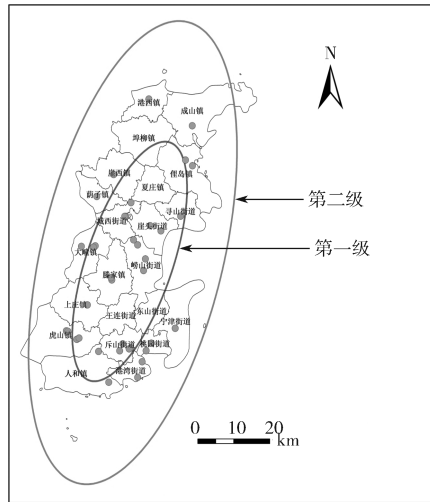 N
港西镇
成山镇
埠柳镇
崖西镇
俚岛镇
夏庄镇
荫子镇
第二级
寻山街道
城西街道
崖头街道
第一级
大疃镇
崂山街道
滕家镇
上庄镇
东山街道
王连街道
宁津街道
虎山镇
斥山街道
桃园街道
人和镇
港湾街道
0 10 20
km